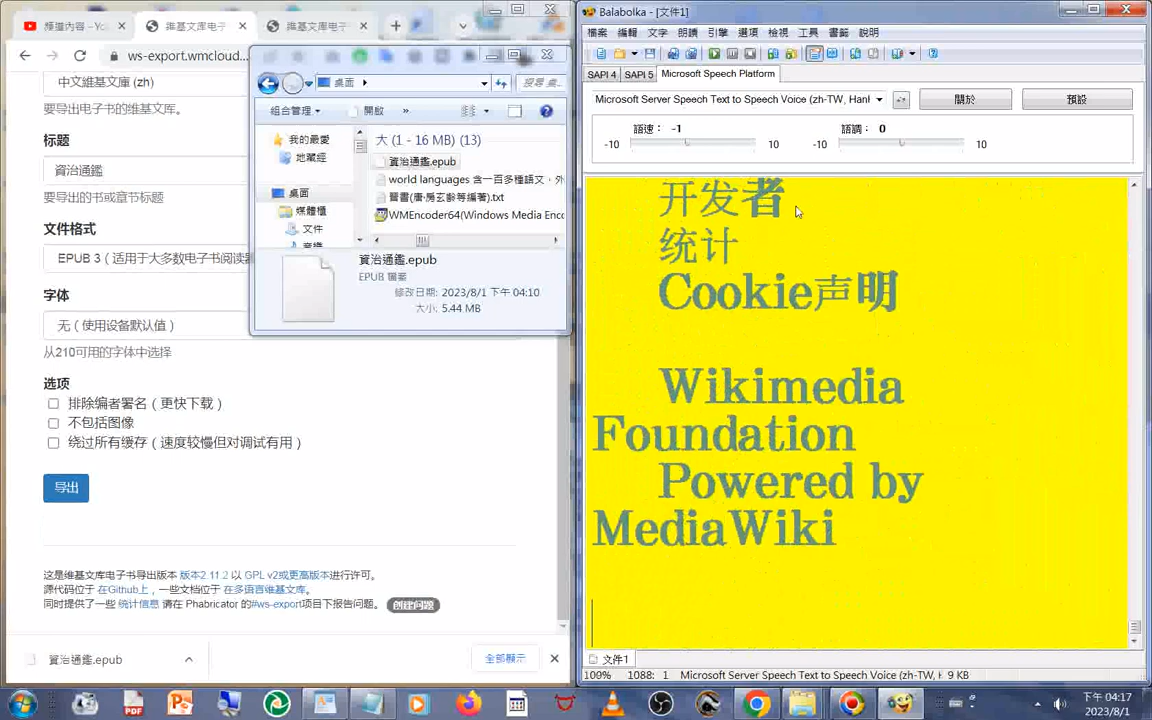 頻道內容 - Yo
維基文庫電子
維基文庫電子
ws-export.wmcloud...
中文維基文庫 (zh)
要导出电子书的维基文库。
标题
資治通鑑
要导出的书或章节标题
文件格式
EPUB 3（适用于大多数电子书阅读器
字体
无（使用设备默认值）
从210可用的字体中选择
选项
排除编者署名（更快下载）
不包括图像
绕过所有缓存（速度较慢但对调试有用）
导出
这是维基文库电子书导出版本 版本2.11.2 以 GPL v2或更高版本进行许可。
源代码位于 在Github上，一些文档位于 在多语言维基文库。
同时提供了一些 统计信息 请在 Phabricator 的#ws-export项目下报告问题。 创建问题
資治通鑑.epub
全部顯示
桌面
搜尋 桌...
組合管理
開啟
»
我的最愛
地藏經
桌面
媒體櫃
文件
音樂
大 (1 - 16 MB) (13)
資治通鑑.epub
world languages 含一百多種語文，外
晉書(唐‧房玄齡等編著).txt
WMEncoder64(Windows Media Enc
資治通鑑.epub
EPUB 檔案
修改日期: 2023/8/1 下午 04:10
大小: 5.44 MB
Balabolka - [文件1]
檔案 編輯 文字 朗讀 引擎 選項 檢視 工具 書籤 說明
SAPI 4 SAPI 5 Microsoft Speech Platform
Microsoft Server Speech Text to Speech Voice (zh-TW, Hanl
關於
預設
語速： -1
語調： 0
-10 10 -10 10
开发者
统计
Cookie声明
Wikimedia
Foundation
Powered by
MediaWiki
文件1
100% 1088: 1 Microsoft Server Speech Text to Speech Voice (zh-TW, H 9 KB
下午 04:17
2023/8/1